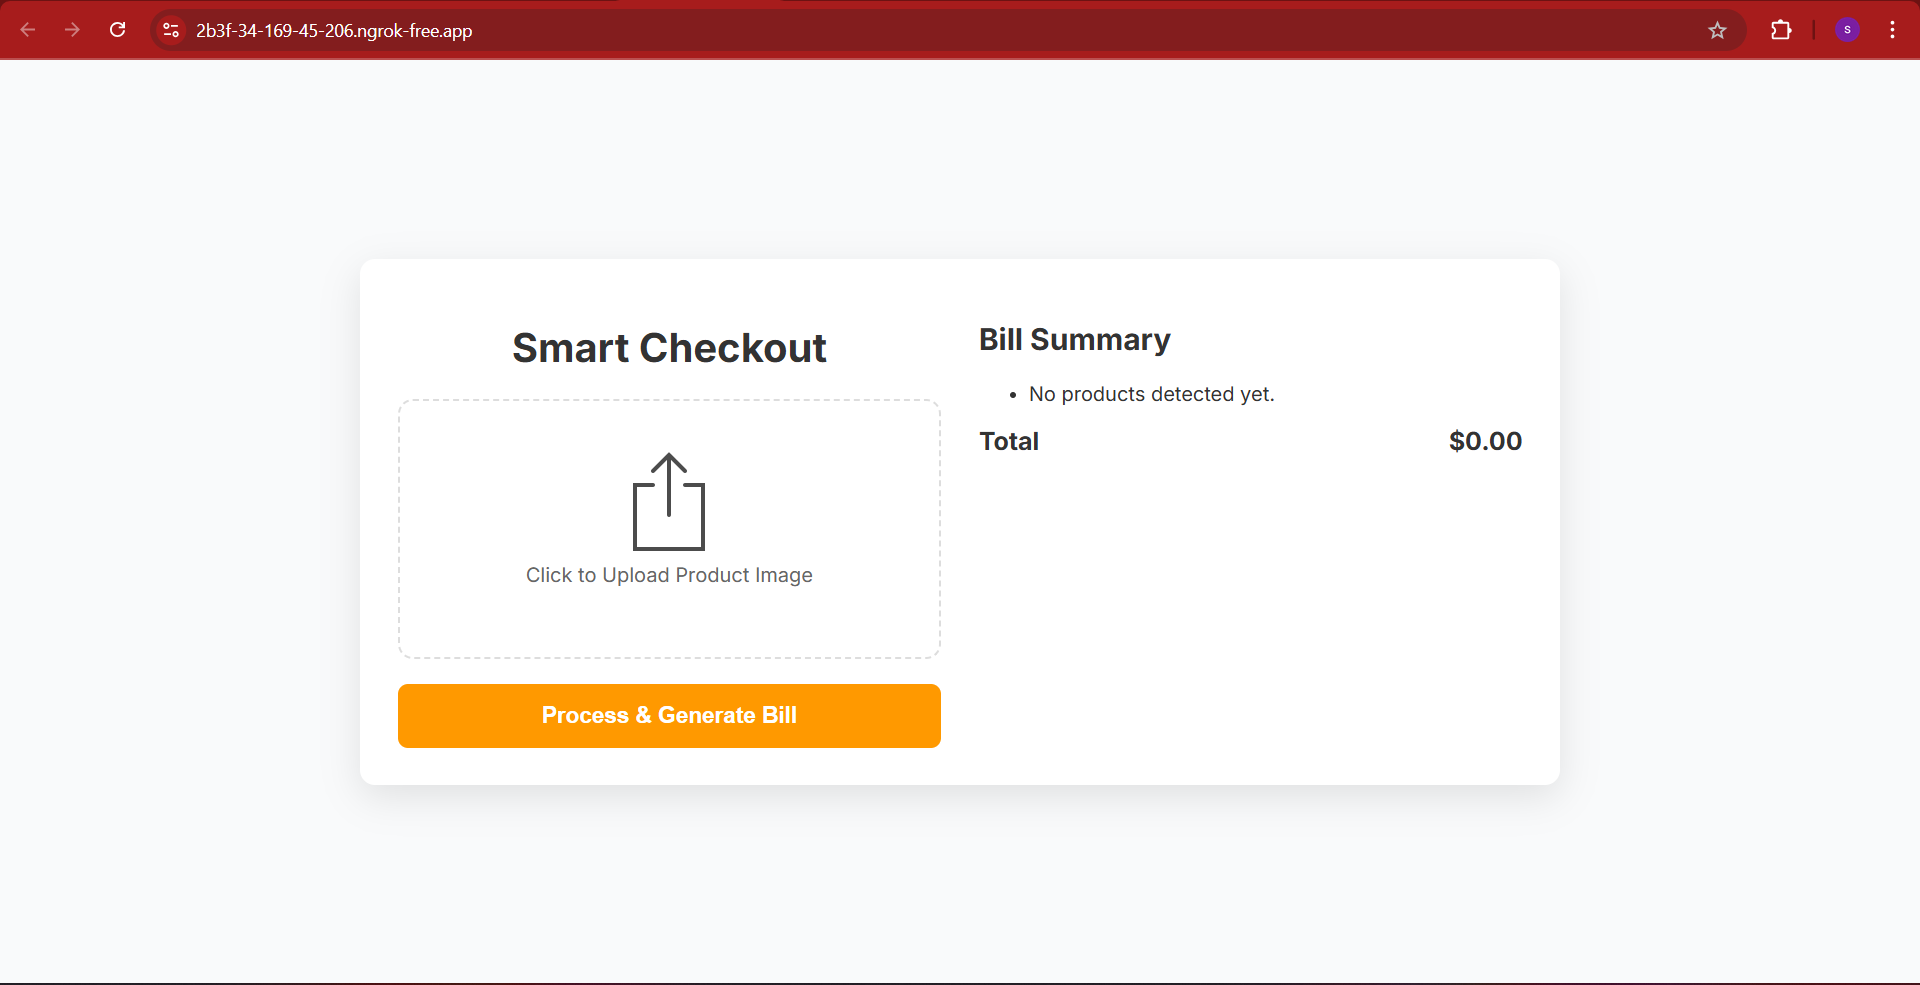 2b3f-34-169-45-206.ngrok-free.app
S
Smart Checkout
Click to Upload Product Image
Process & Generate Bill
Bill Summary
• No products detected yet.
Total $0.00